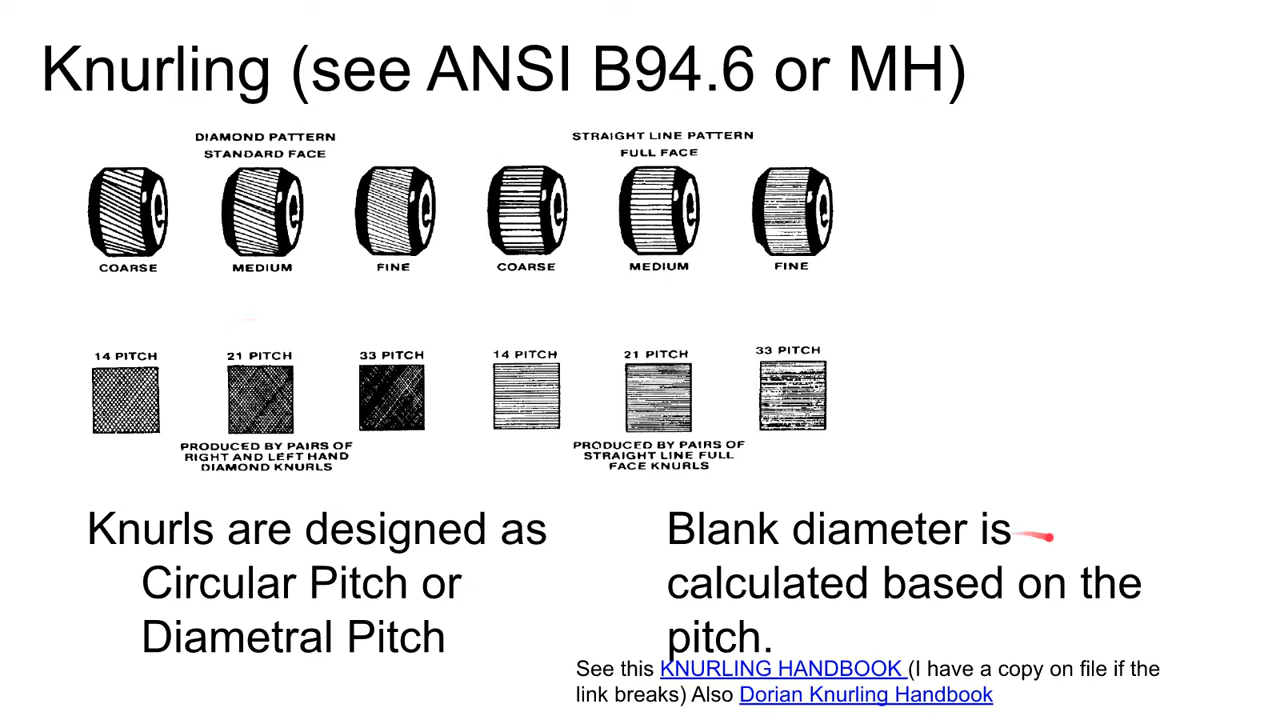 Knurling (see ANSI B94.6 or MH)
DIAMOND PATTERN
STANDARD FACE
STRAIGHT LINE PATTERN
FULL FACE
COARSE
MEDIUM
FINE
COARSE
MEDIUM
FINE
14 PITCH
21 PITCH
33 PITCH
14 PITCH
21 PITCH
33 PITCH
PRODUCED BY PAIRS OF
RIGHT AND LEFT HAND
DIAMOND KNURLS
PRODUCED BY PAIRS OF
STRAIGHT LINE FULL
FACE KNURLS
Knurls are designed as
Circular Pitch or
Diametral Pitch
Blank diameter is
calculated based on the
pitch.
See this KNURLING HANDBOOK (I have a copy on file if the
link breaks) Also Dorian Knurling Handbook